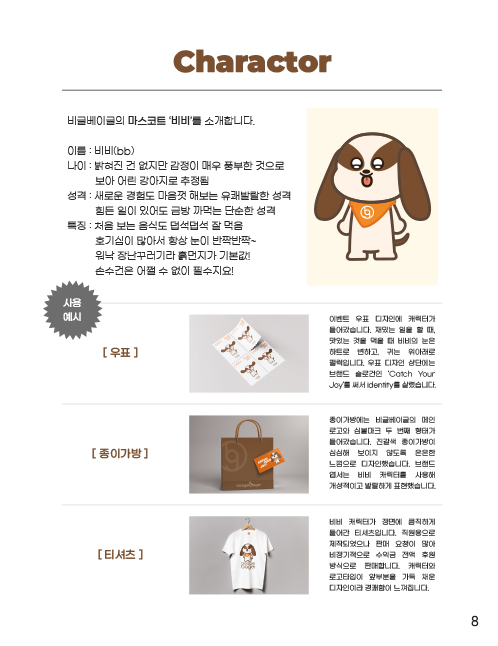 Charactor
비글베이글의 마스코트 '비비'를 소개합니다.
이름 : 비비(bb)
나이 : 밝혀진 건 없지만 감정이 매우 풍부한 것으로
보아 어린 강아지로 추정됨
성격 : 새로운 경험도 마음껏 해보는 유쾌발랄한 성격
힘든 일이 있어도 금방 까먹는 단순한 성격
특징 : 처음 보는 음식도 덥석덥석 잘 먹음
호기심이 많아서 항상 눈이 반짝반짝~
워낙 장난꾸러기라 흙먼지가 기본값!
손수건은 어쩔 수 없이 필수지요!
사용
예시
[ 우표 ]
이벤트 우표 디자인에 캐릭터가
들어갔습니다. 재밌는 일을 할 때,
맛있는 것을 먹을 때 비비의 눈은
하트로 변하고, 귀는 위아래로
펄럭입니다. 우표 디자인 상단에는
브랜드 슬로건인 'Catch Your
Joy'를 써서 identity를 살렸습니다.
[ 종이가방 ]
종이가방에는 비글베이글의 메인
로고와 심볼마크 두 번째 형태가
들어갔습니다. 진갈색 종이가방이
심심해 보이지 않도록 은은한
느낌으로 디자인했습니다. 브랜드
엽서는 비비 캐릭터를 사용해
개성적이고 발랄하게 표현했습니다.
[ 티셔츠 ]
비비 캐릭터가 정면에 큼직하게
들어간 티셔츠입니다. 직원용으로
제작되었으나 판매 요청이 많아
비정기적으로 수익금 전액 후원
방식으로 판매합니다. 캐릭터와
로고타입이 앞부분을 가득 채운
디자인이라 경쾌함이 느껴집니다.
8